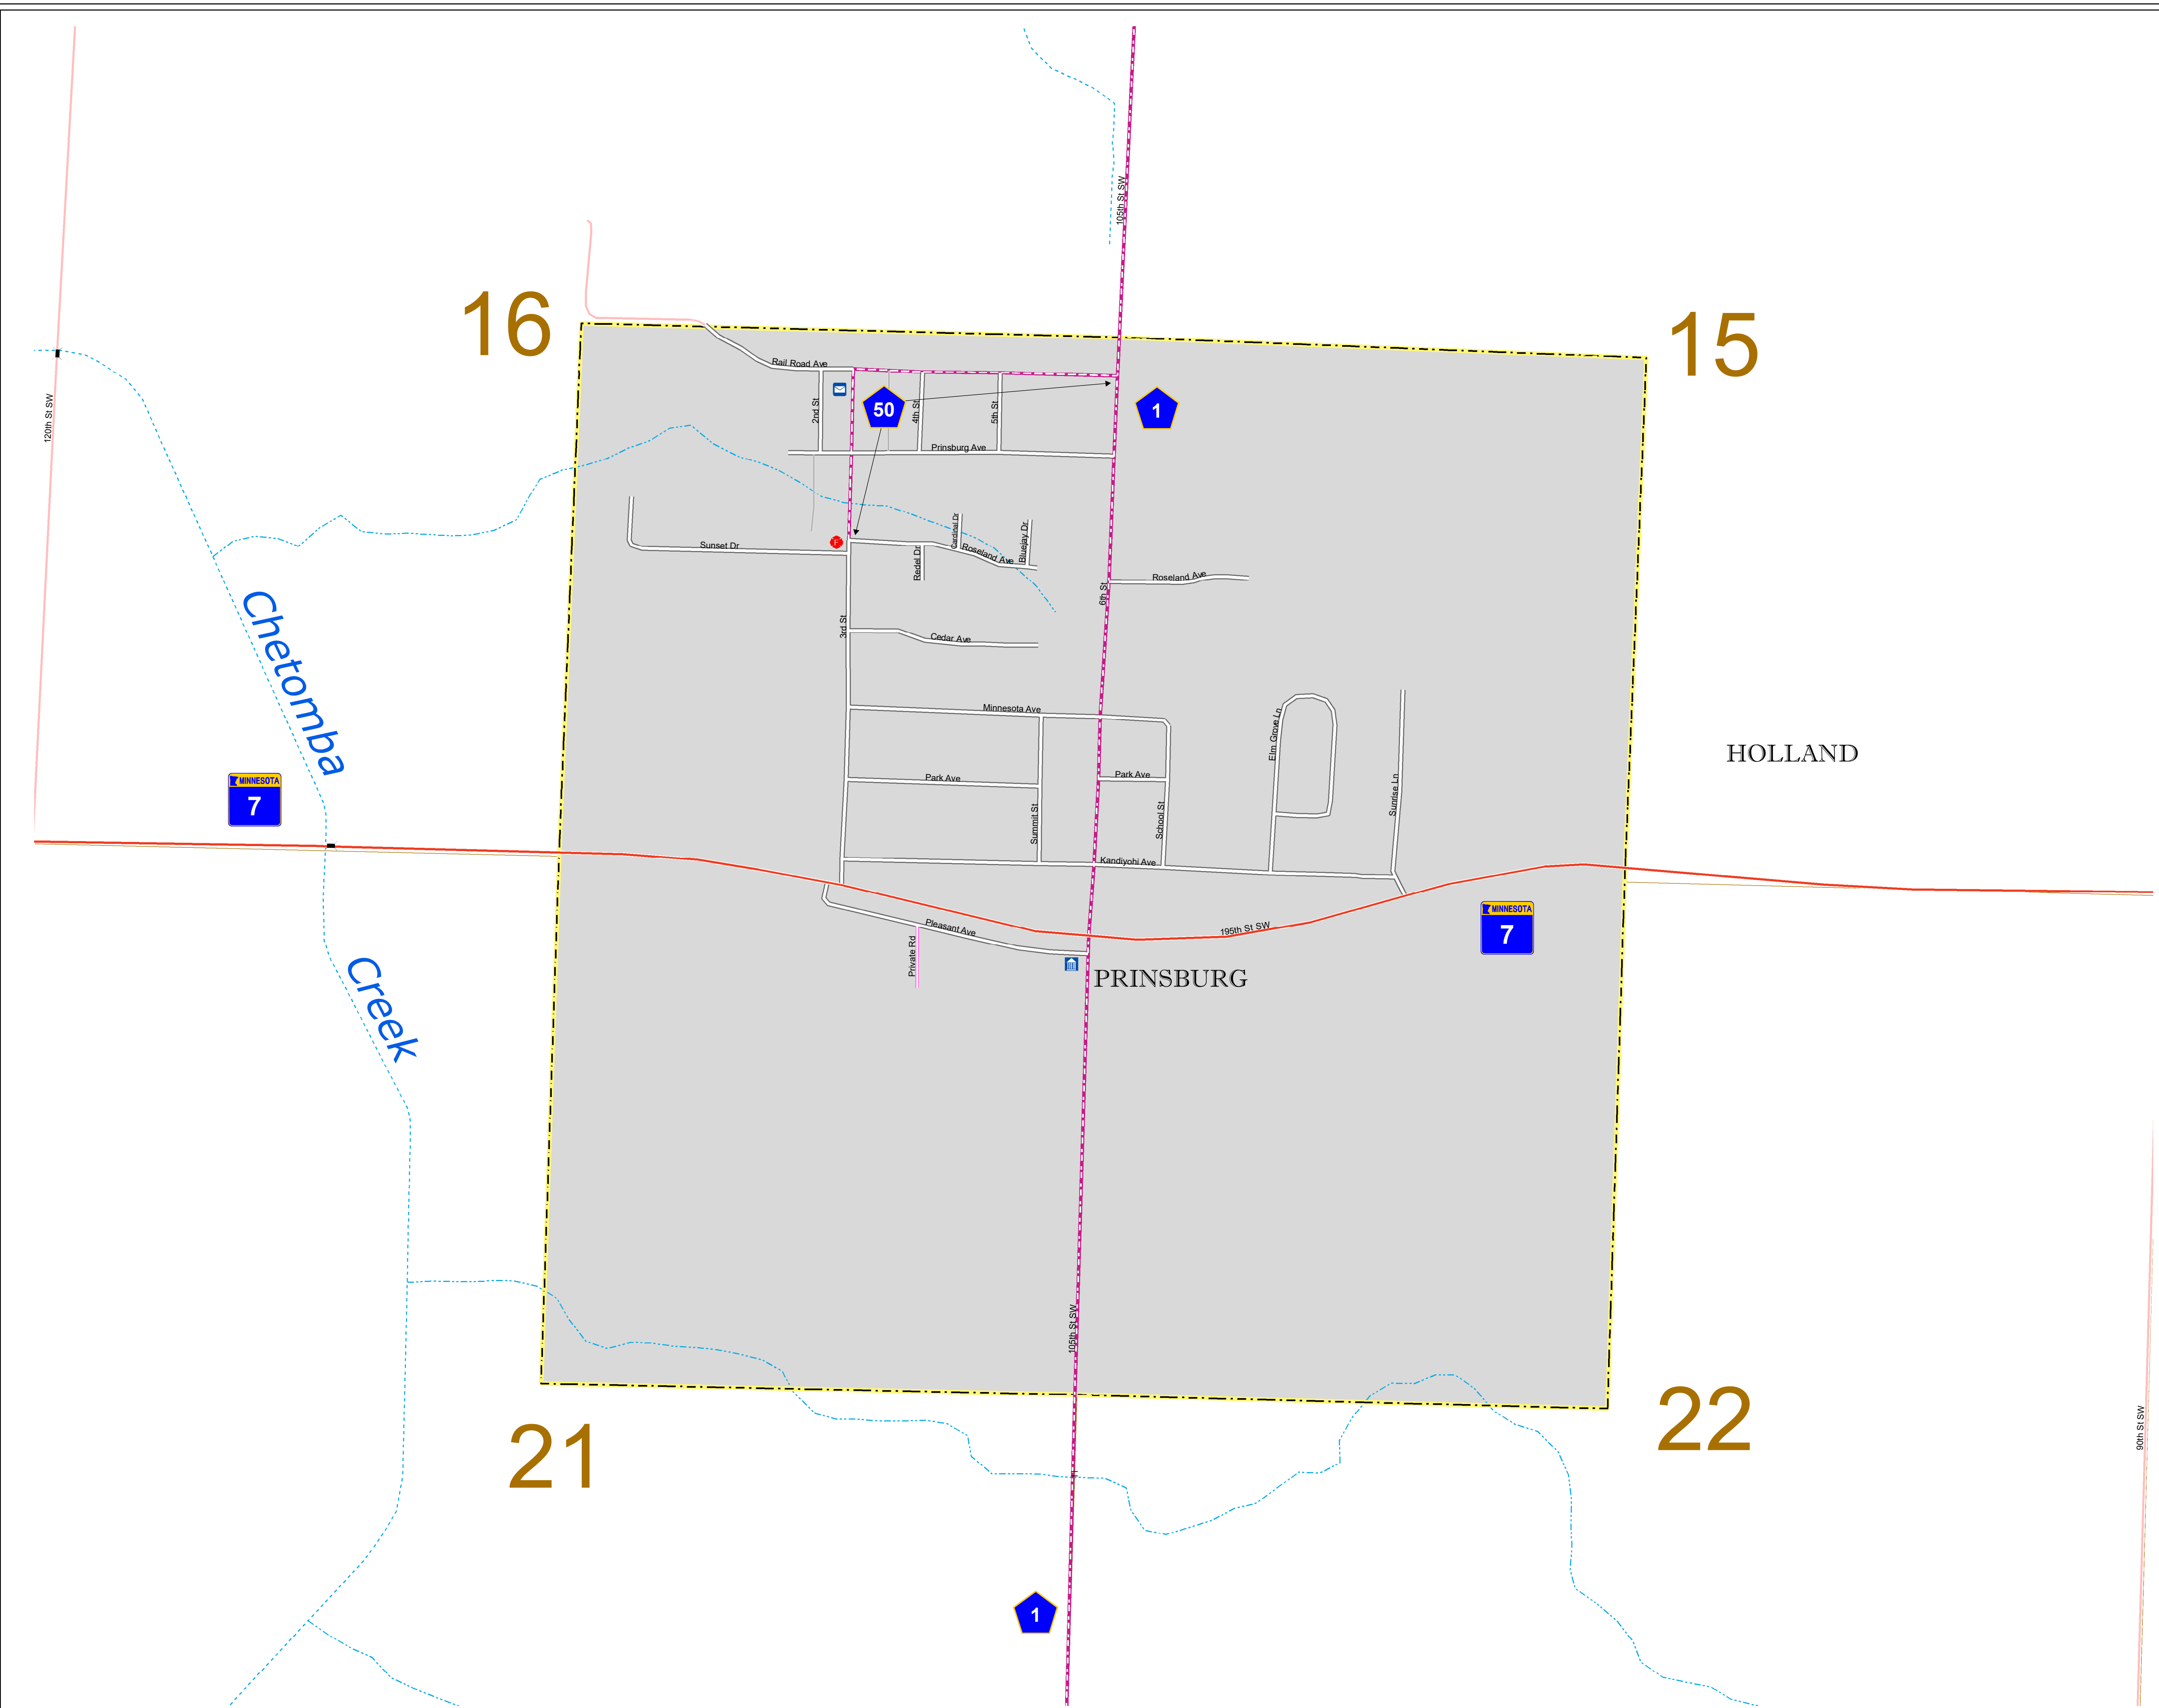 105th St SW
16
15
Rail Road Ave
120th St SW
2nd St
50
4th St
5th St
1
Prinsburg Ave
Sunset Dr
F
Redel Dr
Cardinal Dr
Roseland Ave
Bluejay Dr
6th St
Roseland Ave
3rd St
Cedar Ave
Chetomba
Minnesota Ave
Elm Grove Ln
HOLLAND
MINNESOTA
7
Park Ave
Park Ave
Summit St
School St
Sunrise Ln
Kandiyohi Ave
Pleasant Ave
195th St SW
MINNESOTA
7
Private Rd
PRINSBURG
Creek
105th St SW
21
22
90th St SW
1